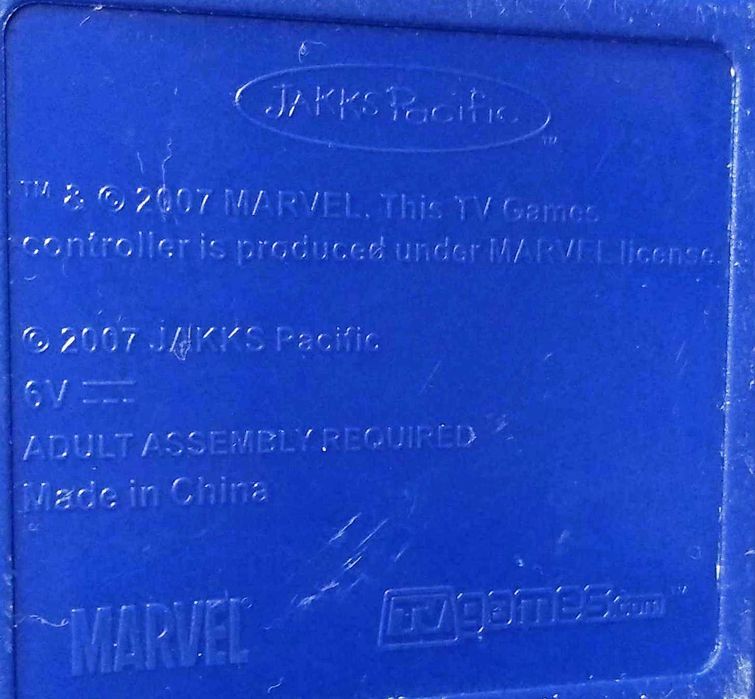 JAKKS Pacific ™
™ & © 2007 MARVEL. This TV Games
controller is produced under MARVEL license.
© 2007 JAKKS Pacific
6V ⎓
ADULT ASSEMBLY REQUIRED
Made in China
MARVEL
TVgames.com ™